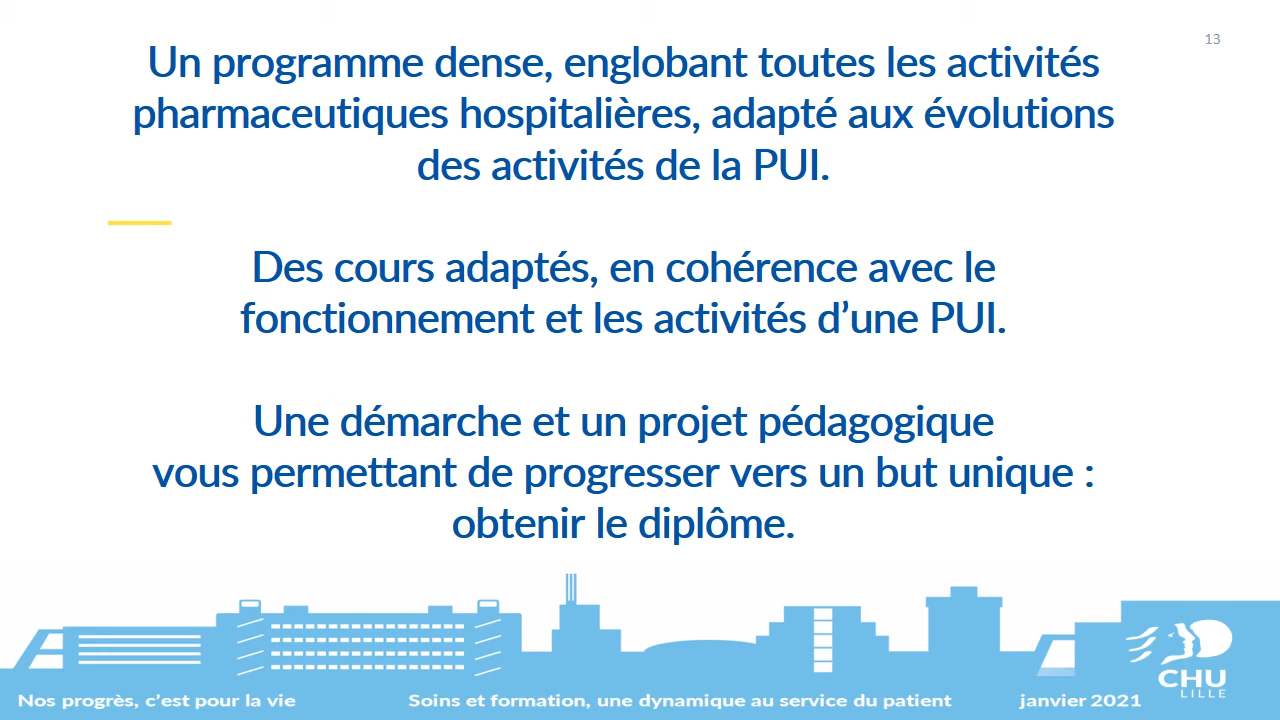 13
Un programme dense, englobant toutes les activités
pharmaceutiques hospitalières, adapté aux évolutions
des activités de la PUI.
Des cours adaptés, en cohérence avec le
fonctionnement et les activités d’une PUI.
Une démarche et un projet pédagogique
vous permettant de progresser vers un but unique :
obtenir le diplôme.
CHU
LILLE
Nos progrès, c’est pour la vie
Soins et formation, une dynamique au service du patient
janvier 2021